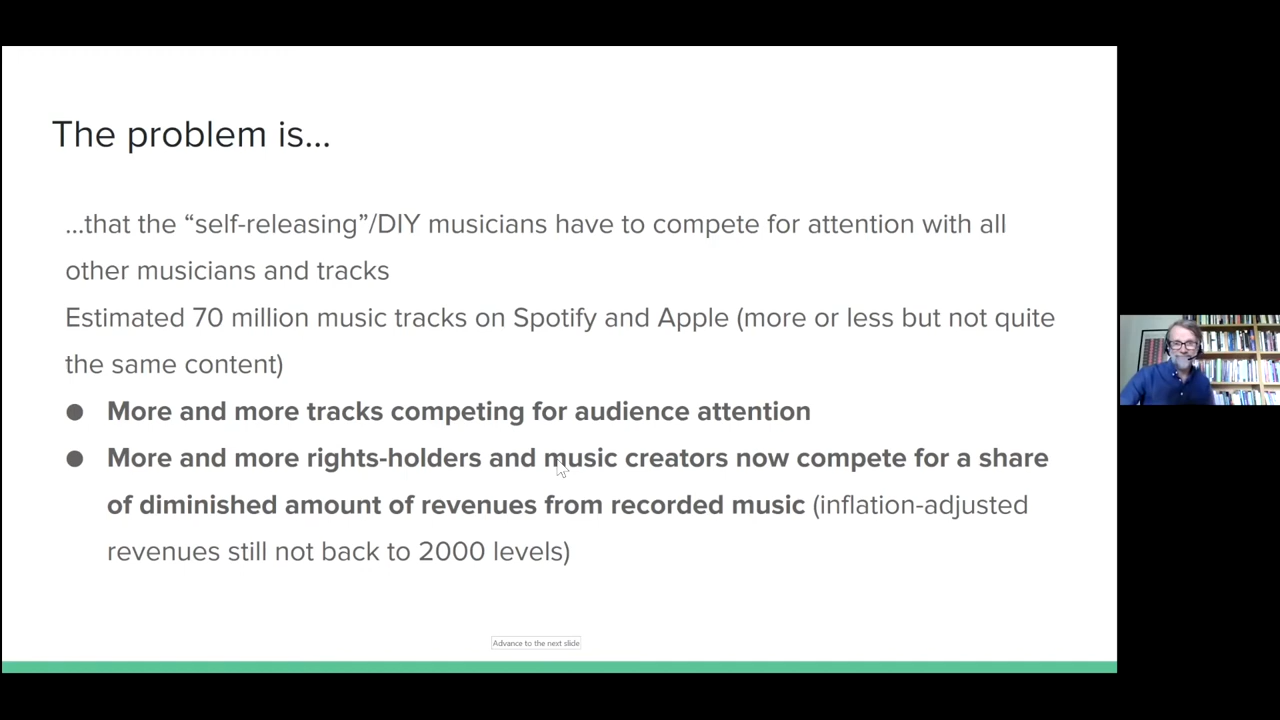 The problem is...
...that the “self-releasing”/DIY musicians have to compete for attention with all
other musicians and tracks
Estimated 70 million music tracks on Spotify and Apple (more or less but not quite
the same content)
● More and more tracks competing for audience attention
● More and more rights-holders and music creators now compete for a share
of diminished amount of revenues from recorded music (inflation-adjusted
revenues still not back to 2000 levels)
Advance to the next slide